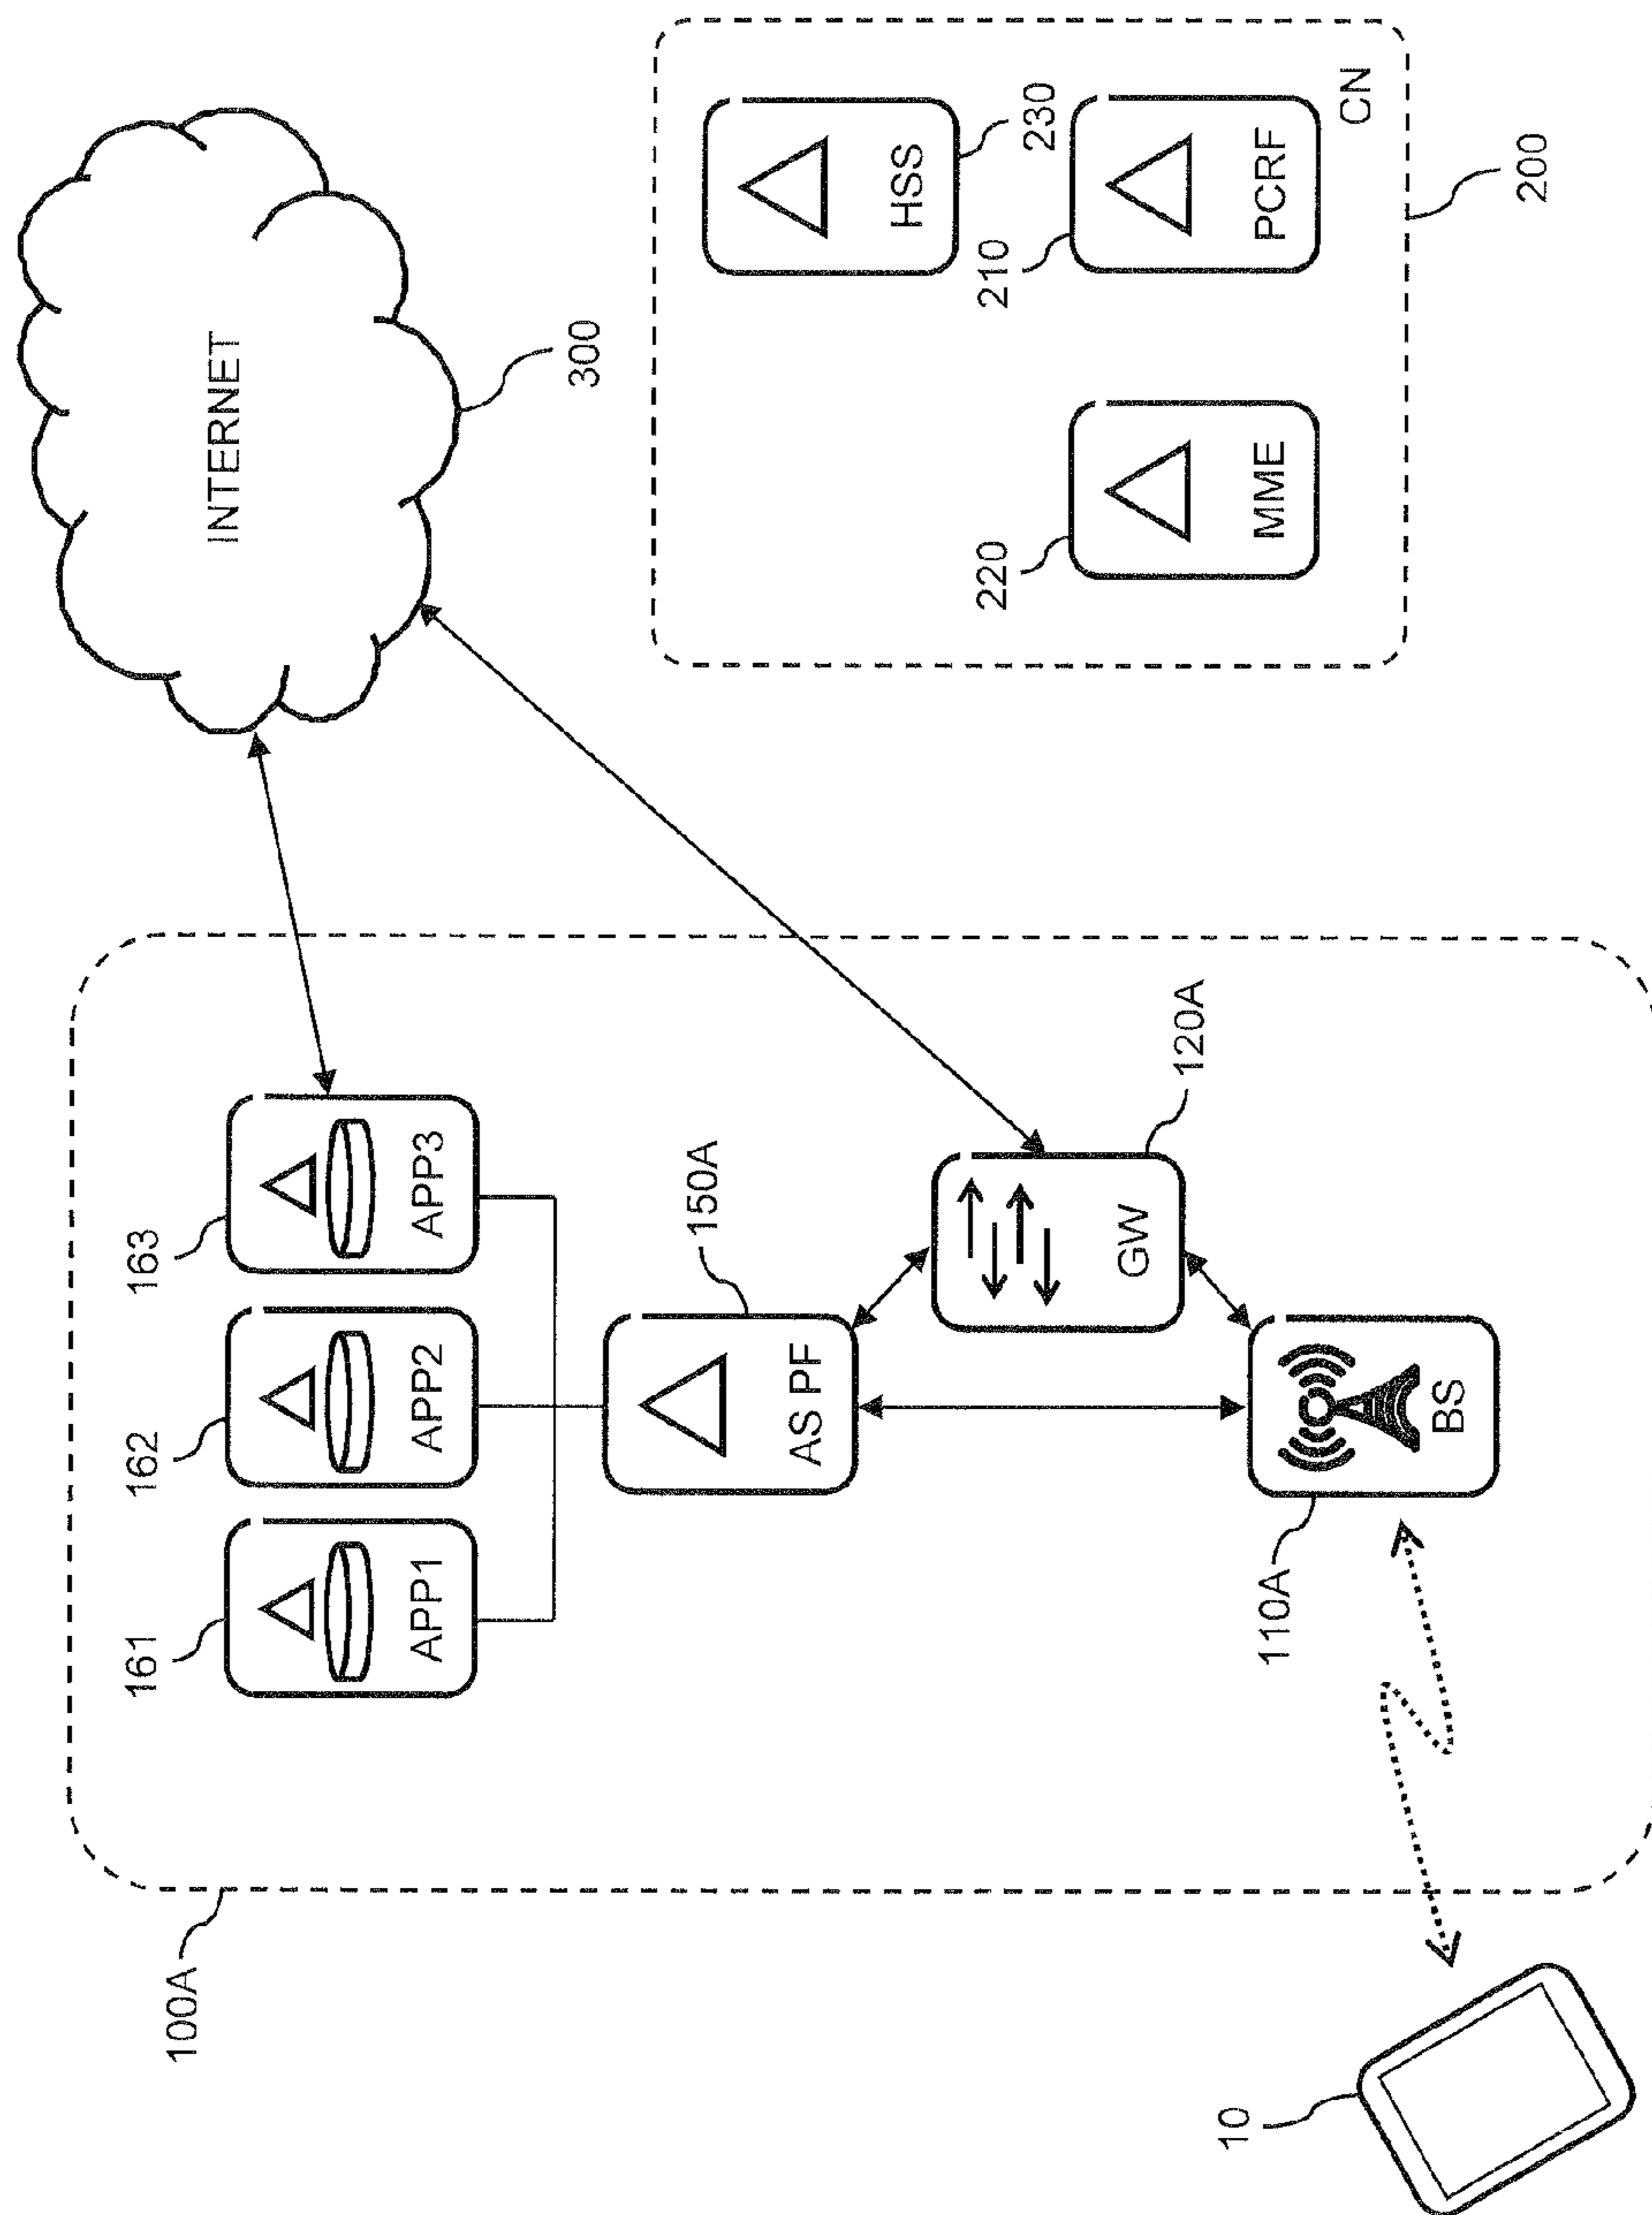 100A
161
162
163
APP1
APP2
APP3
INTERNET
300
150A
AS PF
120A
GW
110A
BS
10
HSS
230
220
210
MME
PCRF
CN
200